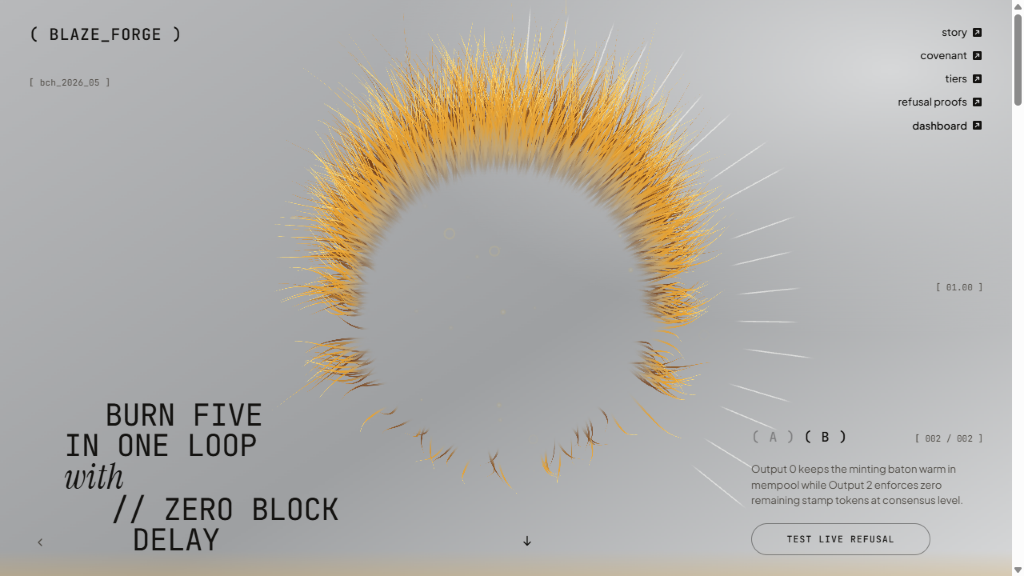 ( BLAZE_FORGE )
[ bch_2026_05 ]
story
covenant
tiers
refusal proofs
dashboard
[ 01.00 ]
BURN FIVE
IN ONE LOOP
with
// ZERO BLOCK
DELAY
( A ) ( B )
[ 002 / 002 ]
Output 0 keeps the minting baton warm in
mempool while Output 2 enforces zero
remaining stamp tokens at consensus level.
TEST LIVE REFUSAL